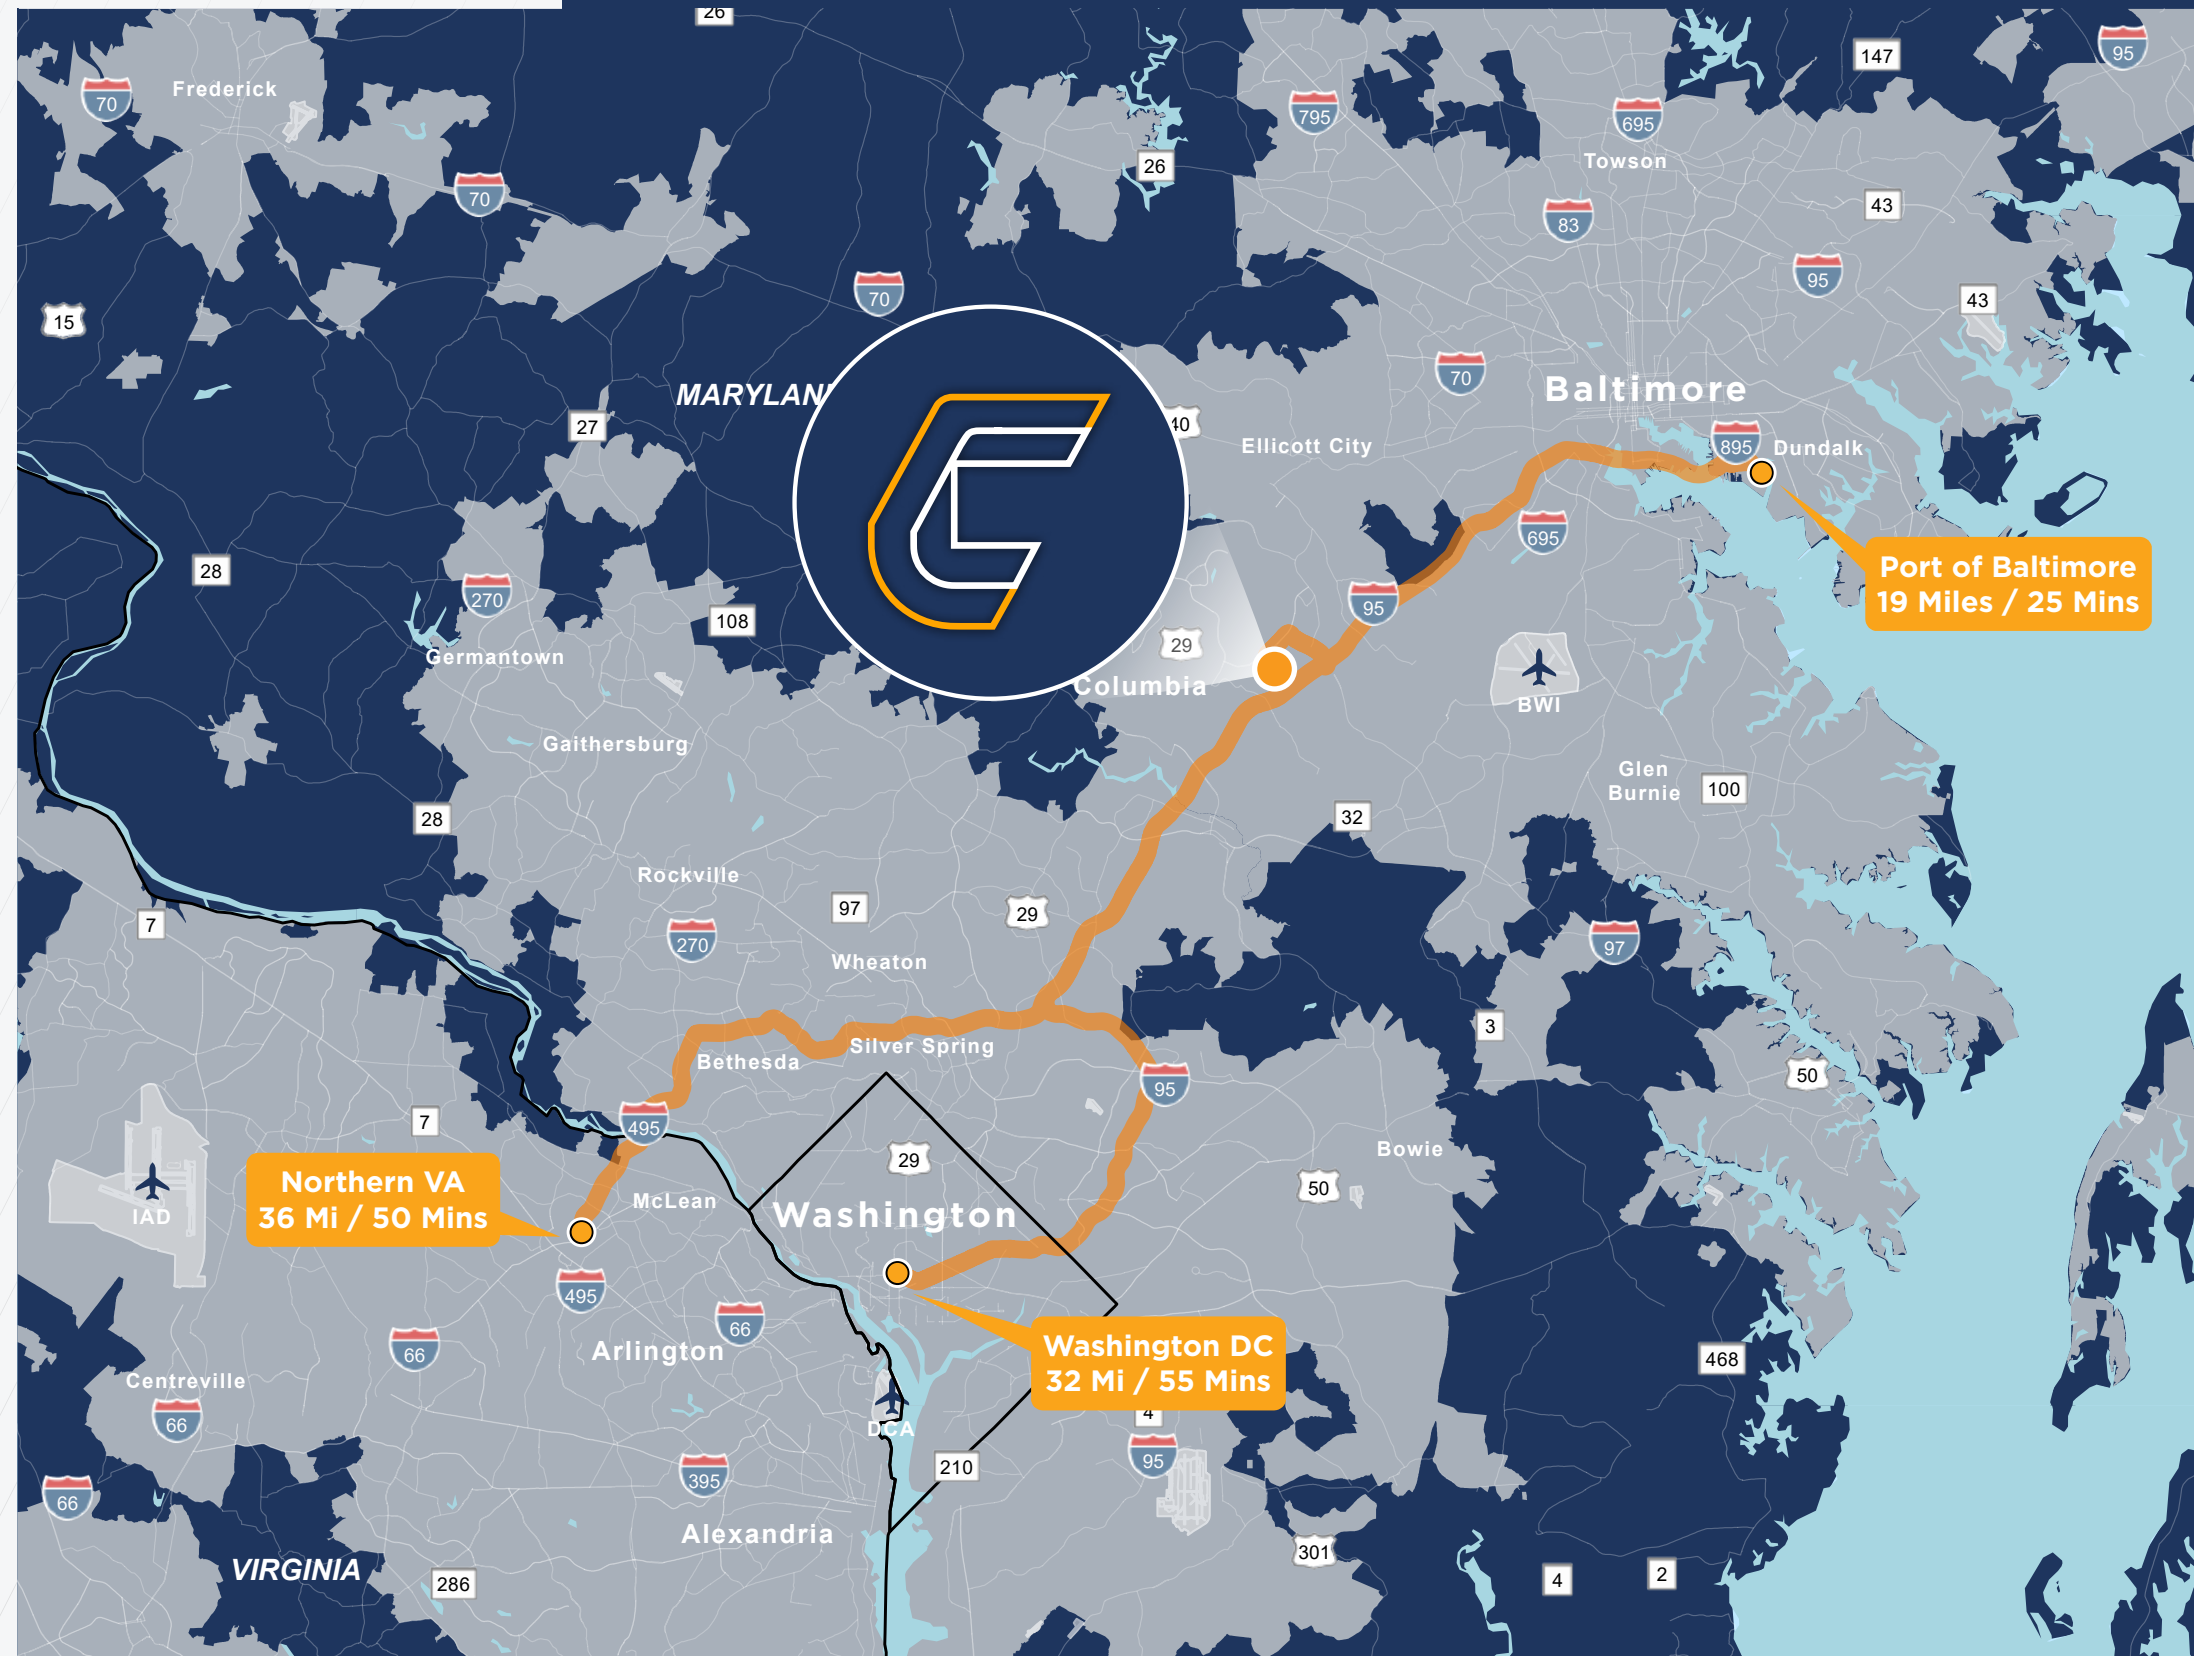 26
147
95
Frederick
70
795
695
Towson
26
70
43
83
95
70
43
15
MARYLAN
70
Baltimore
27
40
Ellicott City
895
Dundalk
695
Port of Baltimore
19 Miles / 25 Mins
28
270
95
108
29
Germantown
Columbia
BWI
Gaithersburg
Glen
Burnie
100
28
32
Rockville
97
29
7
270
97
Wheaton
3
Silver Spring
Bethesda
50
95
7
495
Bowie
29
Northern VA
36 Mi / 50 Mins
50
McLean
IAD
Washington
495
66
66
Arlington
Washington DC
32 Mi / 55 Mins
468
Centreville
66
4
DCA
95
210
395
66
Alexandria
301
VIRGINIA
286
4
2